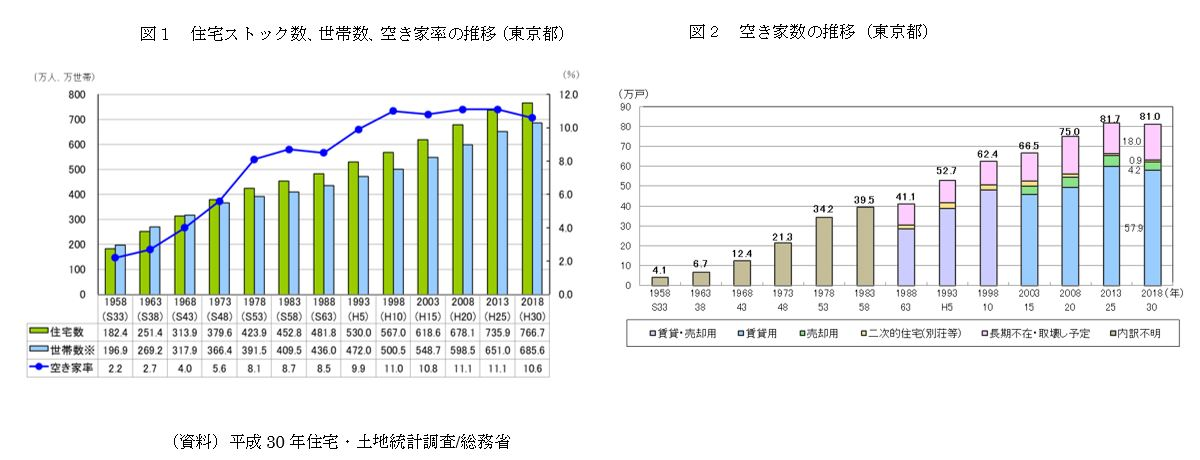 図1　住宅ストック数、世帯数、空き家率の推移（東京都）
（万人、万世帯）
（%）
800
700
600
500
400
300
200
100
0
12.0
10.0
8.0
6.0
4.0
2.0
0.0
1958 1963 1968 1973 1978 1983 1988 1993 1998 2003 2008 2013 2018
(S33) (S38) (S43) (S48) (S53) (S58) (S63) (H5) (H10) (H15) (H20) (H25) (H30)
住宅数 182.4 251.4 313.9 379.6 423.9 452.8 481.8 530.0 567.0 618.6 678.1 735.9 766.7
世帯数※ 196.9 269.2 317.9 366.4 391.5 409.5 436.0 472.0 500.5 548.7 598.5 651.0 685.6
空き家率 2.2 2.7 4.0 5.6 8.1 8.7 8.5 9.9 11.0 10.8 11.1 11.1 10.6
図2　空き家数の推移（東京都）
（万戸）
90
80
70
60
50
40
30
20
10
0
4.1 6.7 12.4 21.3 34.2 39.5 41.1 52.7 62.4 66.5 75.0 81.7 81.0
18.0
0.9
4.2
57.9
1958 1963 1968 1973 1978 1983 1988 1993 1998 2003 2008 2013 2018（年）
S33 38 43 48 53 58 63 H5 10 15 20 25 30
賃貸・売却用 賃貸用 売却用 二次的住宅(別荘等) 長期不在・取壊し予定 内訳不明
（資料）平成30年住宅・土地統計調査/総務省